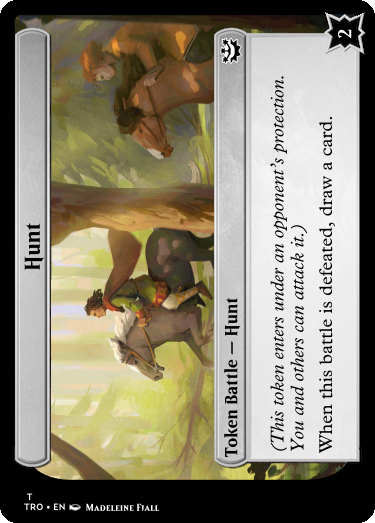 Hunt
Token Battle — Hunt
(This token enters under an opponent's protection.
You and others can attack it.)
When this battle is defeated, draw a card.
2
T
TRO • EN Madeleine Fjall